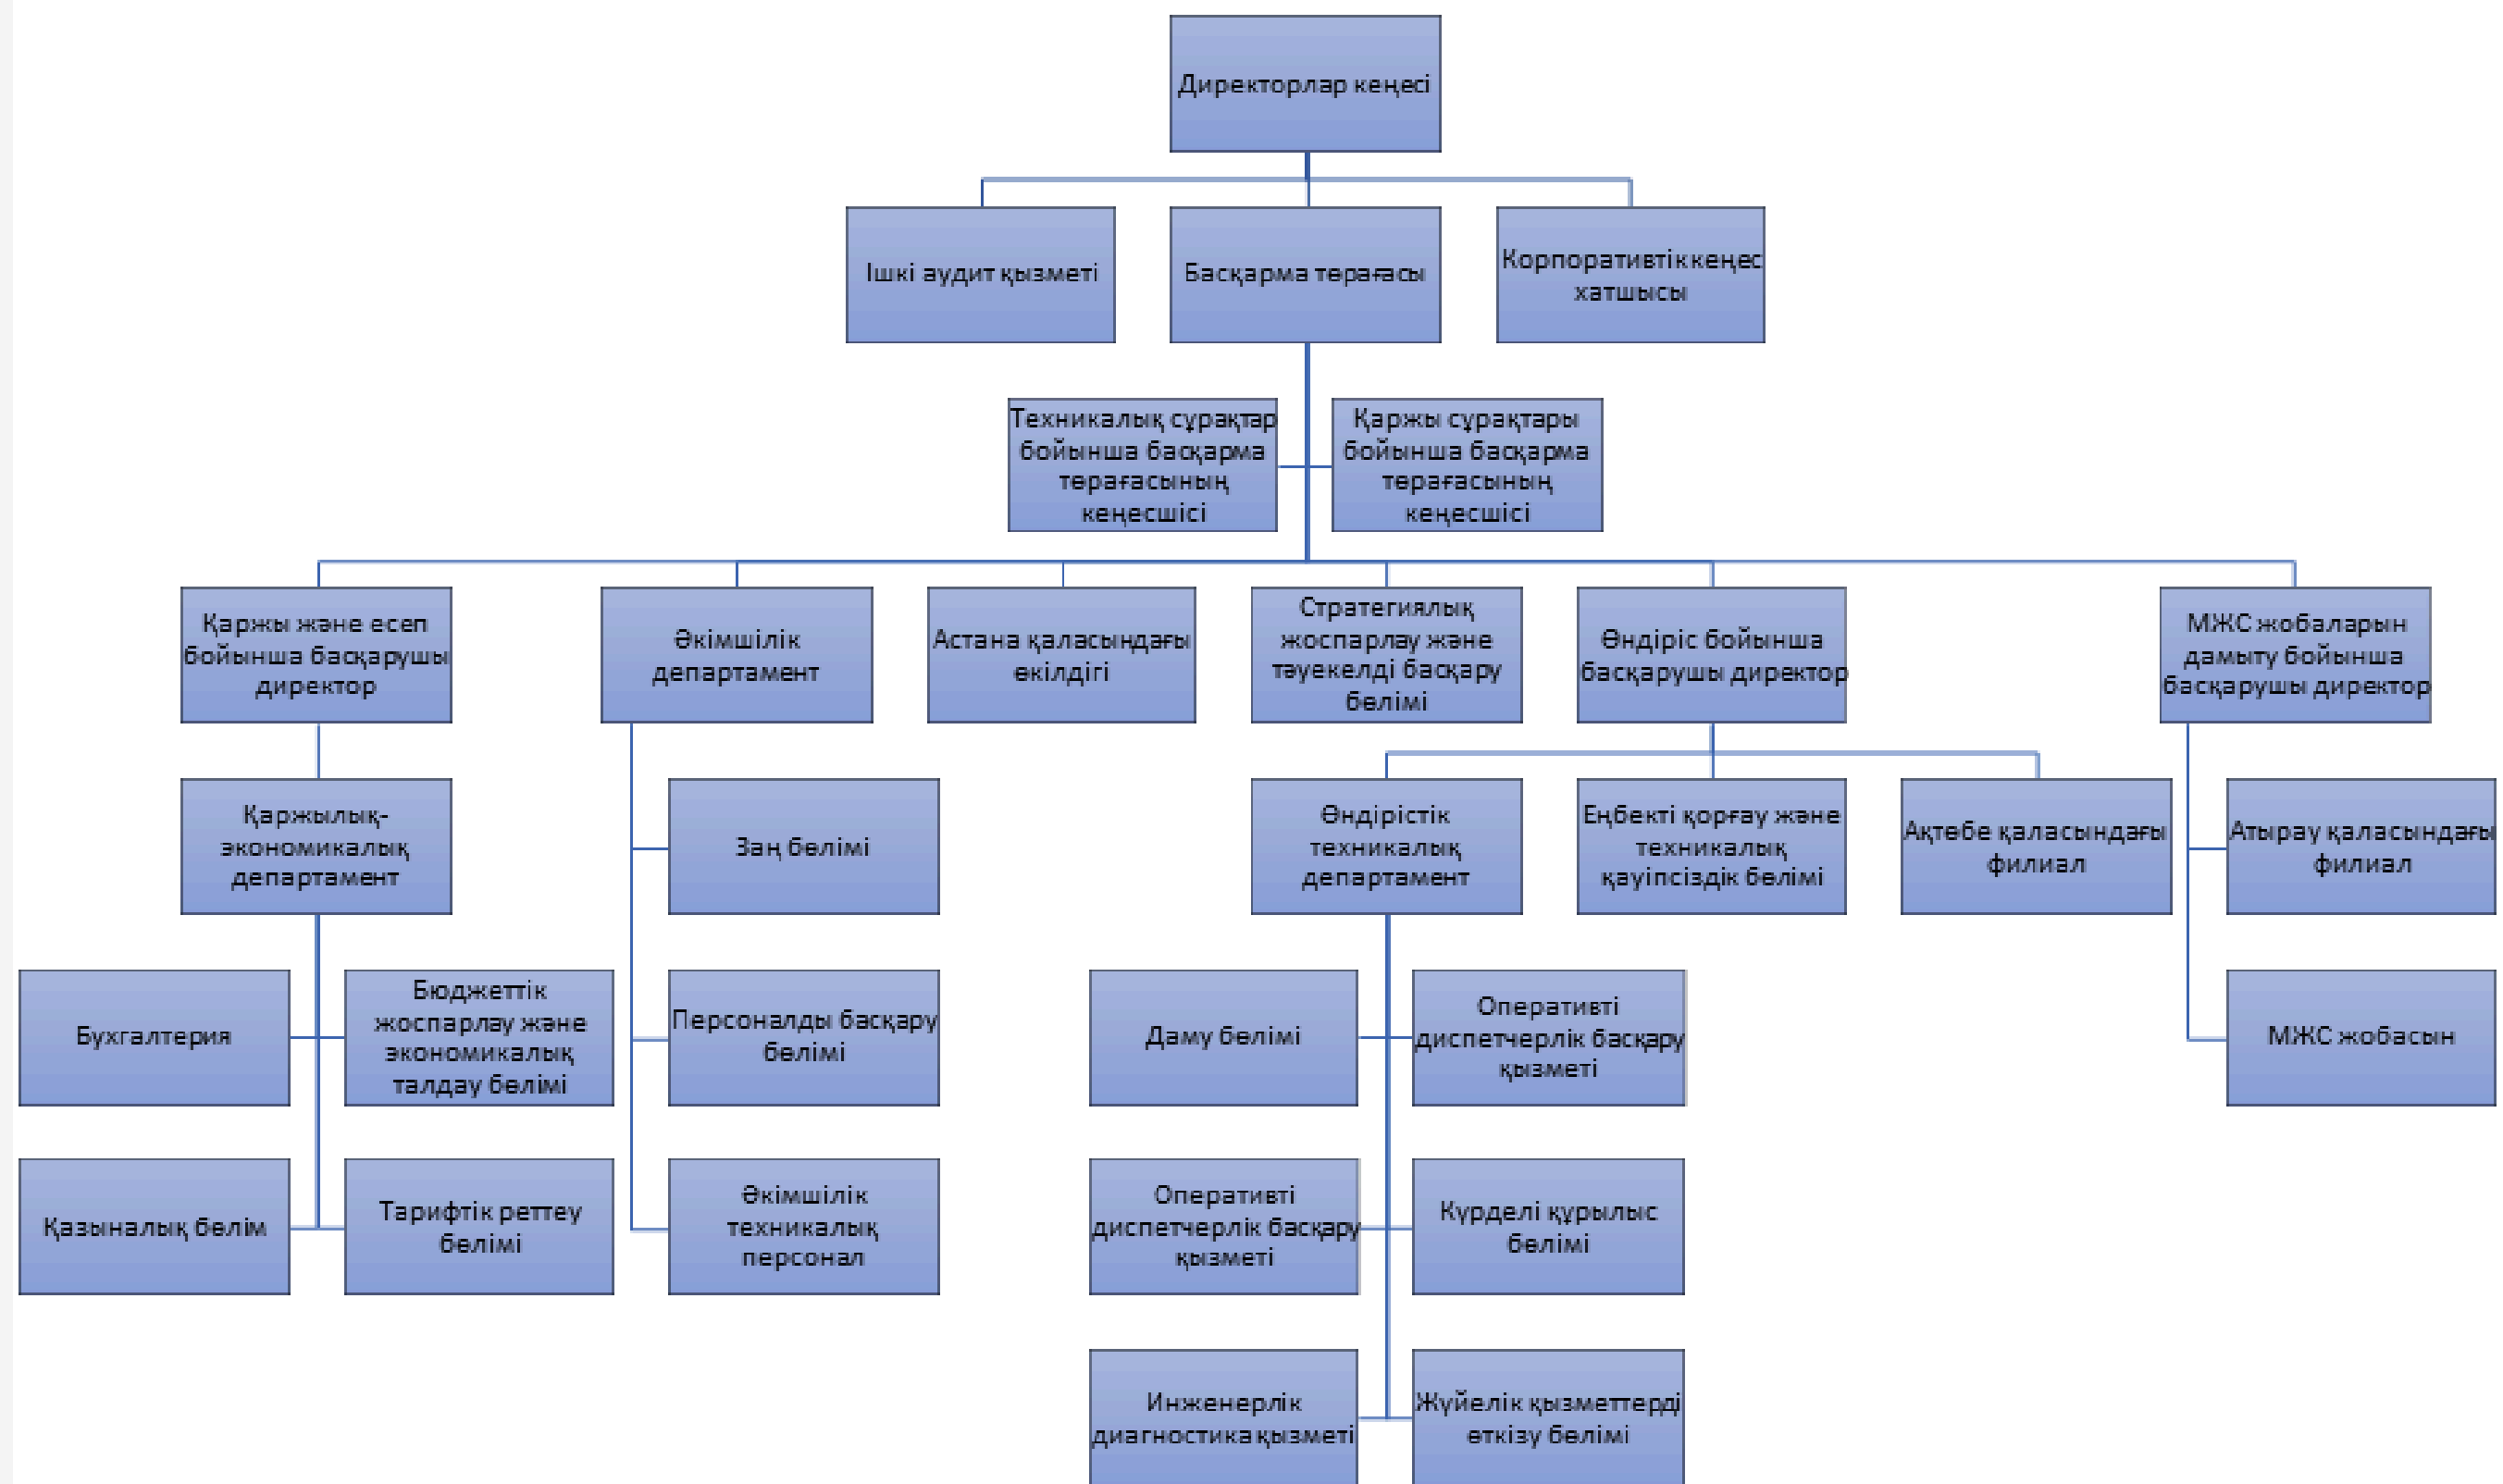 Директорлар кеңесі
Ішкі аудит қызметі
Басқарма төрағасы
Корпоративтік кеңес
хатшысы
Техникалық сұрақтар
бойынша басқарма
төрағасының
кеңесшісі
Қаржы сұрақтары
бойынша басқарма
төрағасының
кеңесшісі
Қаржы және есеп
бойынша басқарушы
директор
Әкімшілік
департамент
Астана қаласындағы
өкілдігі
Стратегиялық
жоспарлау және
тәуекелді басқару
бөлімі
Өндіріс бойынша
басқарушы директор
МЖС жобаларын
дамыту бойынша
басқарушы директор
Қаржылық-
экономикалық
департамент
Заң бөлімі
Өндірістік
техникалық
департамент
Еңбекті қорғау және
техникалық
қауіпсіздік бөлімі
Ақтөбе қаласындағы
филиал
Атырау қаласындағы
филиал
Бухгалтерия
Бюджеттік
жоспарлау және
экономикалық
талдау бөлімі
Персоналды басқару
бөлімі
Даму бөлімі
Оперативті
диспетчерлік басқару
қызметі
МЖС жобасын
Қазыналық бөлім
Тарифтік реттеу
бөлімі
Әкімшілік
техникалық
персонал
Оперативті
диспетчерлік басқару
қызметі
Күрделі құрылыс
бөлімі
Инженерлік
диагностика қызметі
Жүйелік қызметтерді
өткізу бөлімі